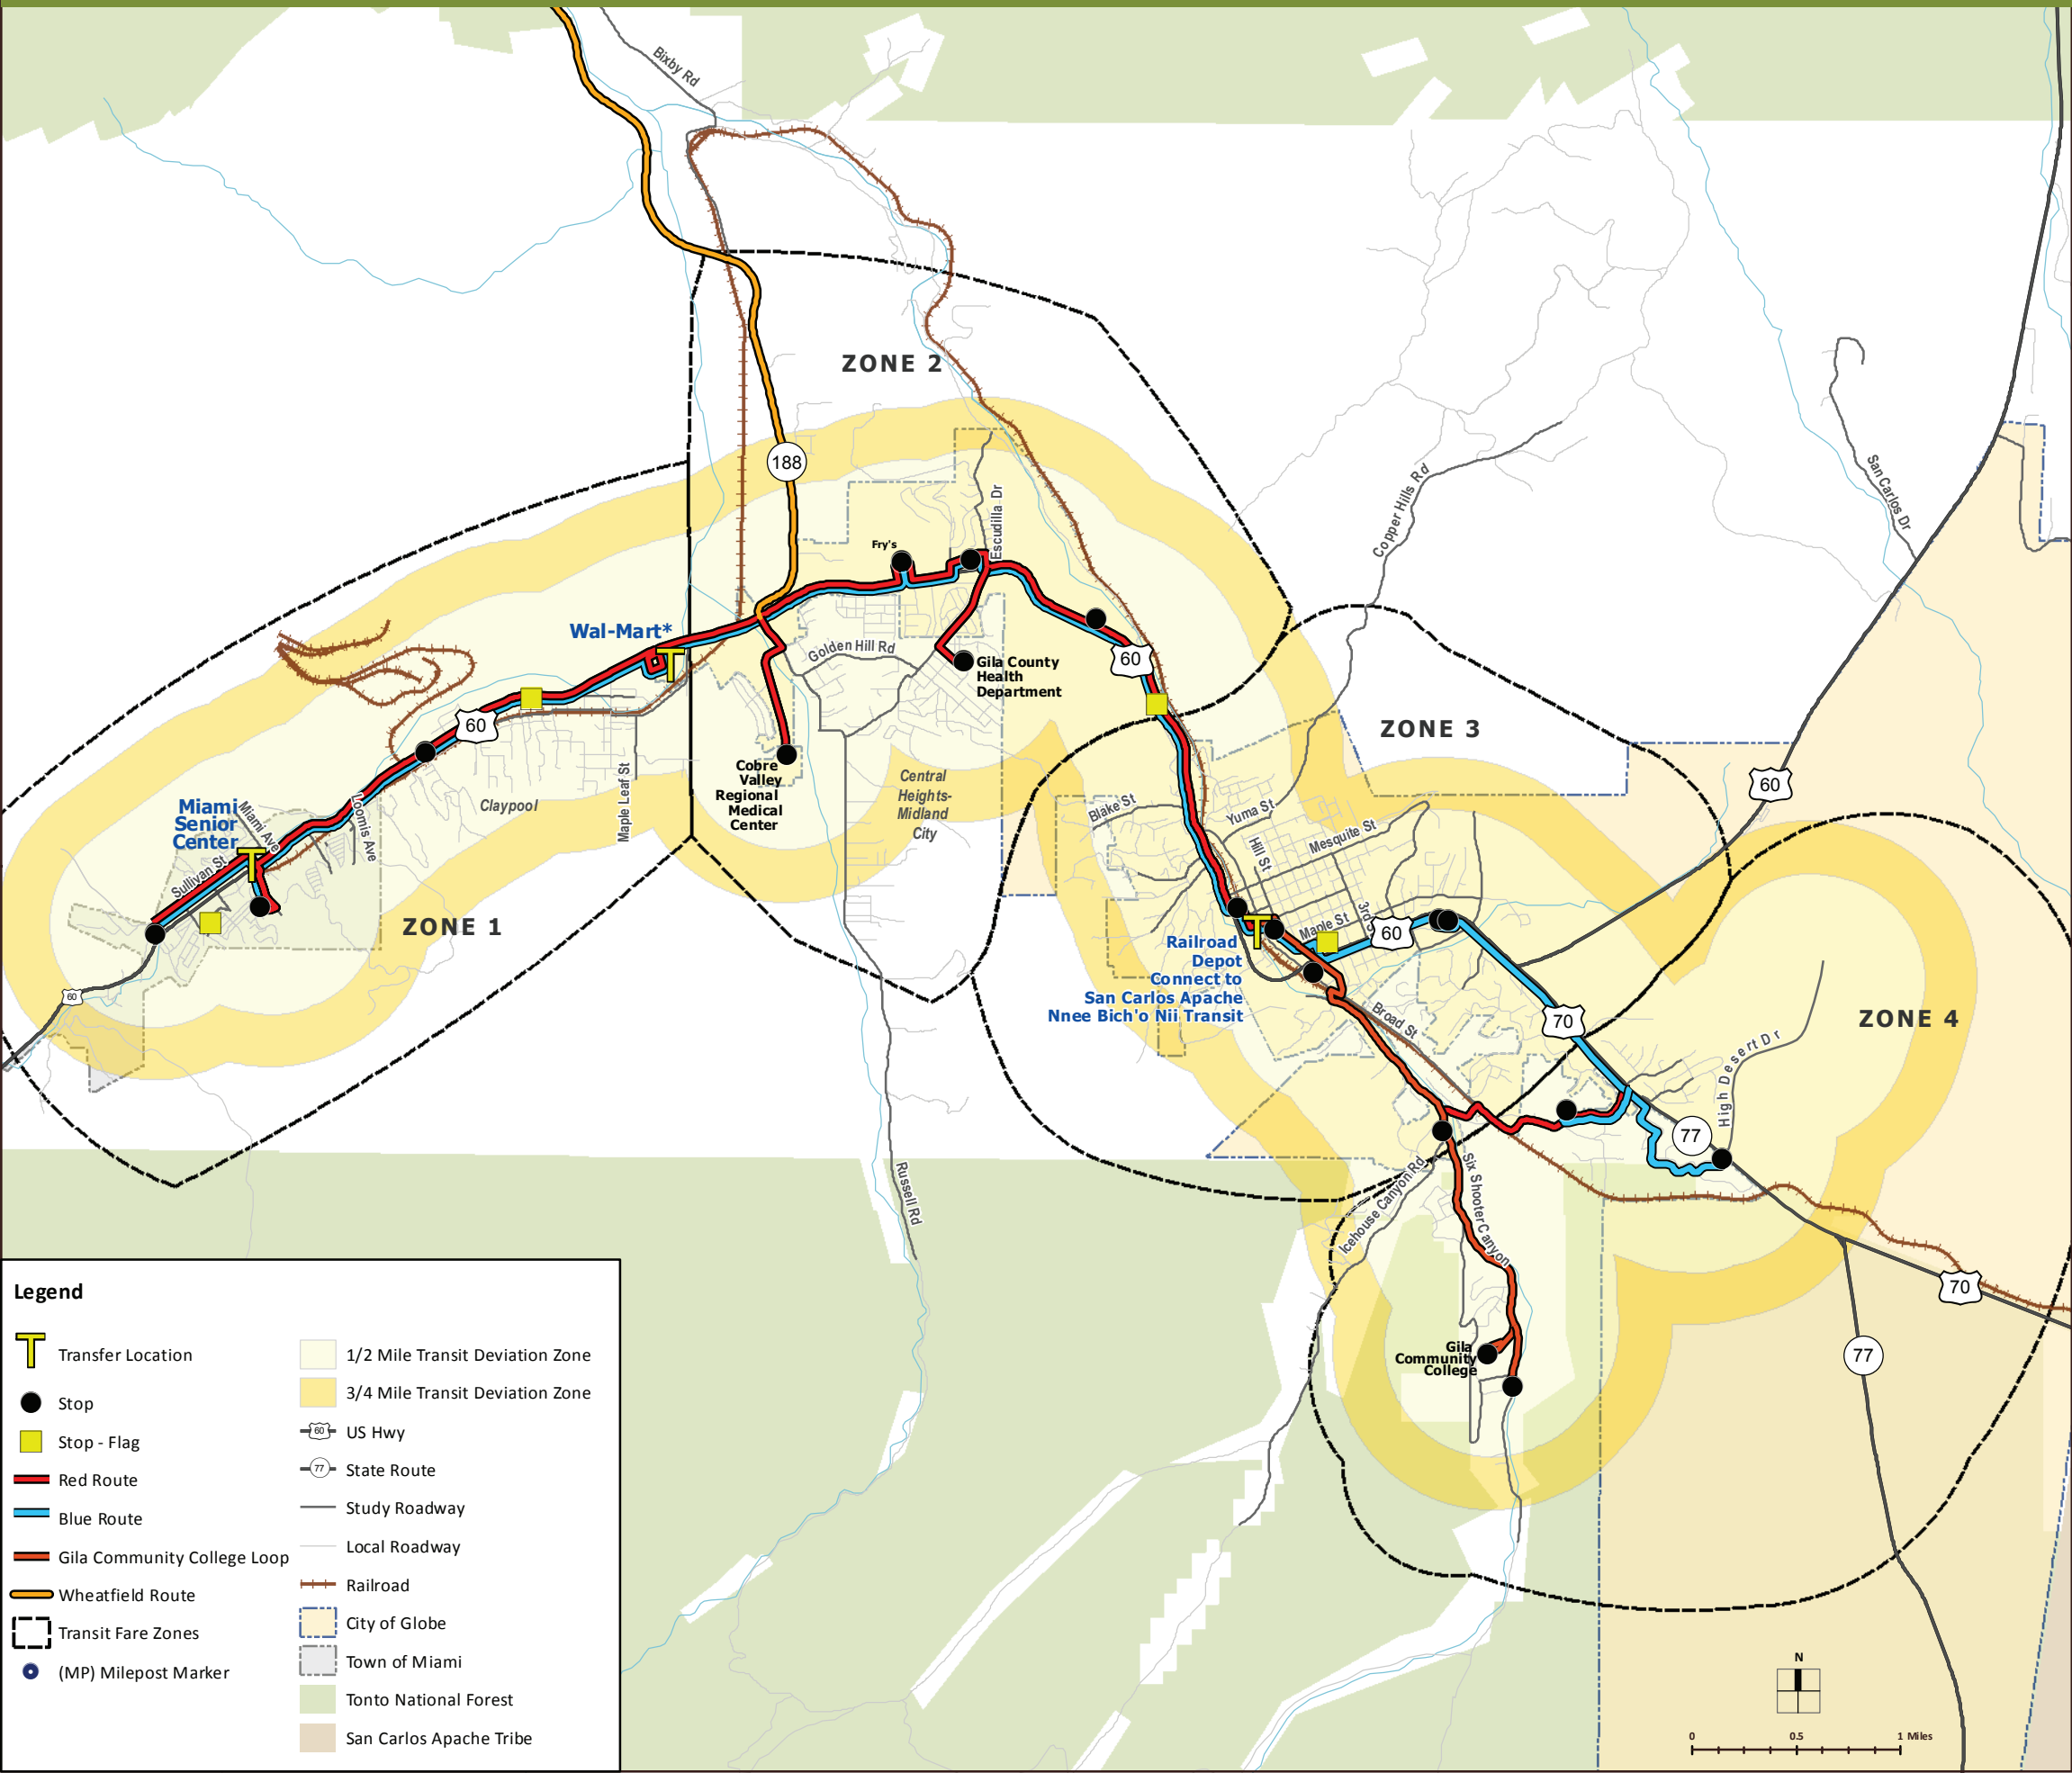 Bixby Rd
ZONE 2
188
Escudilla Dr
Fry's
Copper Hills Rd
San Carlos Dr
Wal-Mart*
Golden Hill Rd
60
Gila County
Health
Department
60
ZONE 3
60
Cobre
Valley
Regional
Medical
Center
Central
Heights-
Midland
City
Claypool
Maple Leaf St
Miami
Senior
Center
Miami Ave
Loomis Ave
Sullivan St
ZONE 1
60
Blake St
Yuma St
Hill St
Mesquite St
Maple St
3rd
60
Railroad
Depot
Connect to
San Carlos Apache
Nnee Bich'o Nii Transit
Broad St
70
ZONE 4
High Desert Dr
77
Icehouse Canyon Rd
Six Shooter Canyon
Russell Rd
70
77
Gila
Community
College
Legend
Transfer Location
Stop
Stop - Flag
Red Route
Blue Route
Gila Community College Loop
Wheatfield Route
Transit Fare Zones
(MP) Milepost Marker
1/2 Mile Transit Deviation Zone
3/4 Mile Transit Deviation Zone
60 US Hwy
77 State Route
Study Roadway
Local Roadway
Railroad
City of Globe
Town of Miami
Tonto National Forest
San Carlos Apache Tribe
N
0 0.5 1 Miles